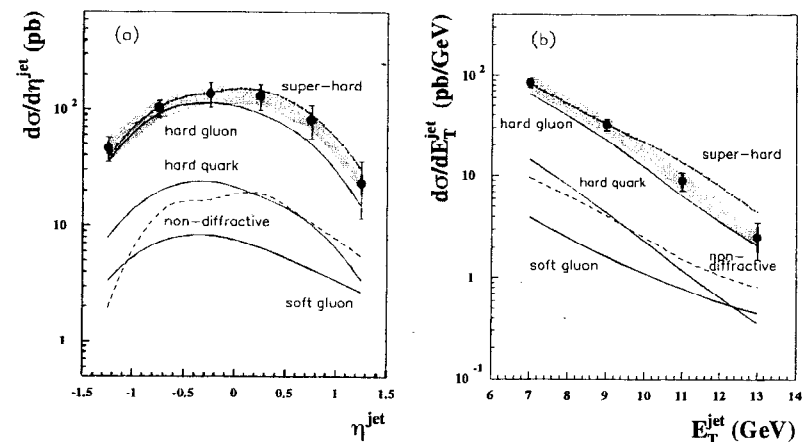 (a)
dσ/dη^jet (pb)
10^2
10
1
super-hard
hard gluon
hard quark
non-diffractive
soft gluon
-1.5 -1 -0.5 0 0.5 1 1.5
η^jet
(b)
dσ/dE_T^jet (pb/GeV)
10^2
10
1
10^-1
hard gluon
super-hard
hard quark
non-
diffractive
soft gluon
6 7 8 9 10 11 12 13 14
E_T^jet (GeV)